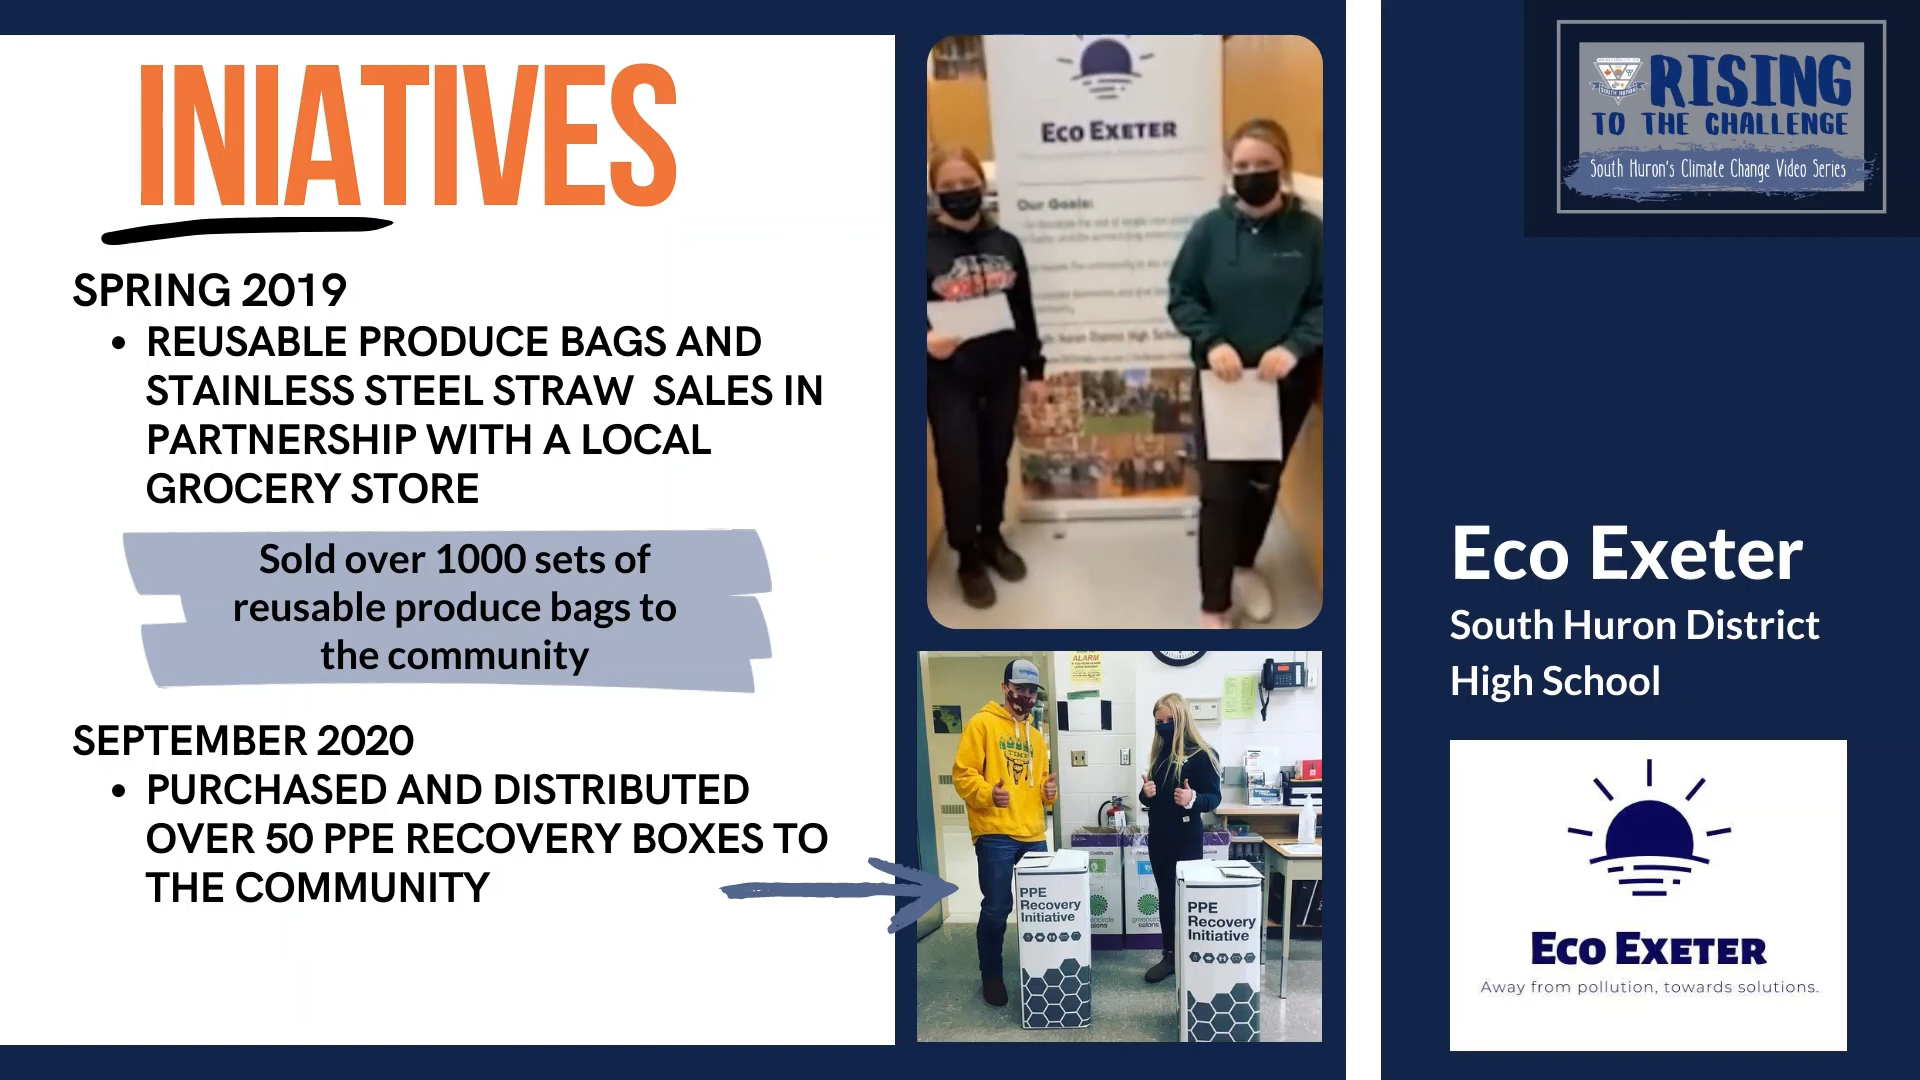 INIATIVES
SPRING 2019
• REUSABLE PRODUCE BAGS AND
STAINLESS STEEL STRAW SALES IN
PARTNERSHIP WITH A LOCAL
GROCERY STORE
Sold over 1000 sets of
reusable produce bags to
the community
SEPTEMBER 2020
• PURCHASED AND DISTRIBUTED
OVER 50 PPE RECOVERY BOXES TO
THE COMMUNITY
ECO EXETER
Our Goals:
ALARM
PPE
Recovery
Initiative
PPE
Recovery
Initiative
greencircle
salons
RISING
TO THE CHALLENGE
South Huron's Climate Change Video Series
Eco Exeter
South Huron District
High School
ECO EXETER
Away from pollution, towards solutions.